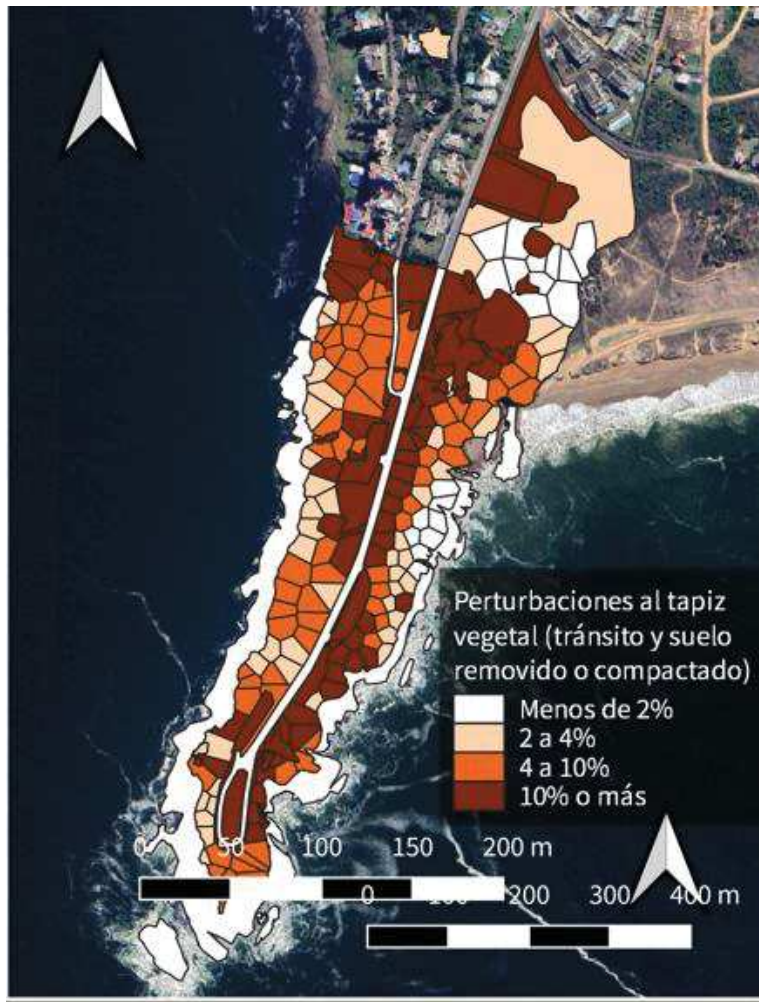 Perturbaciones al tapiz
vegetal (tránsito y suelo
removido o compactado)
Menos de 2%
2 a 4%
4 a 10%
10% o más
0 50 100 150 200 m
0 100 200 300 400 m